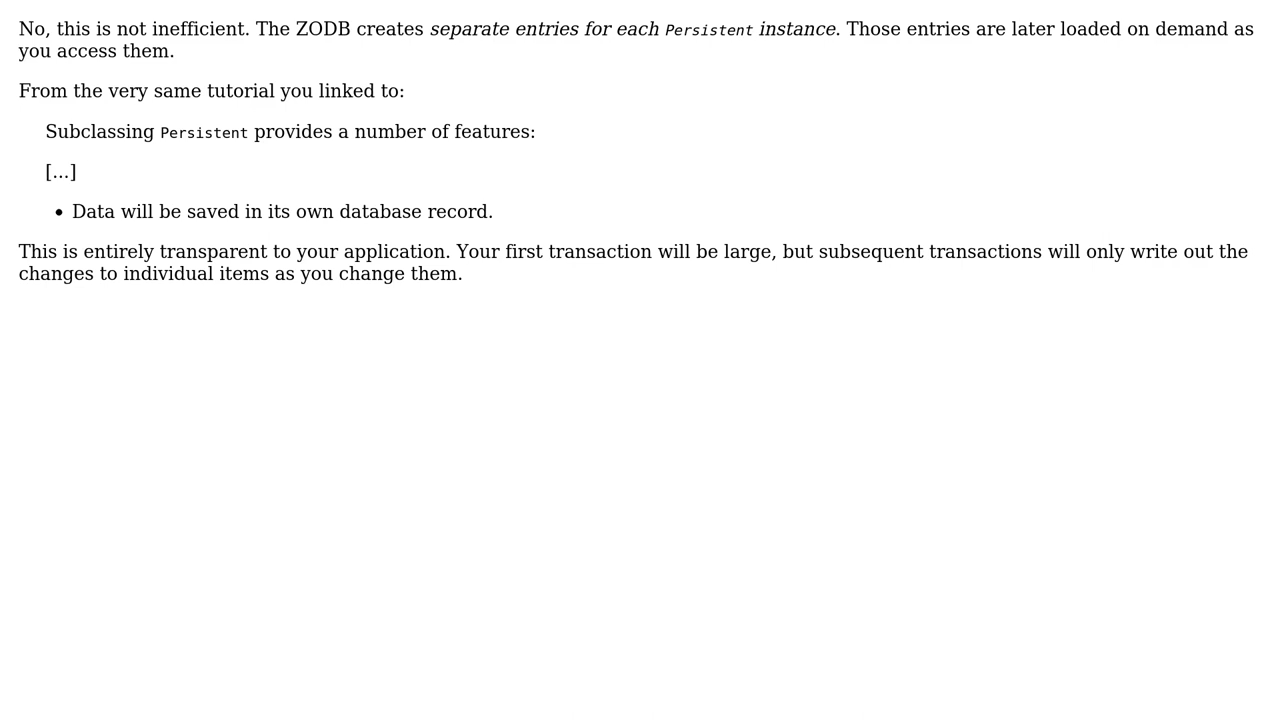 No, this is not inefficient. The ZODB creates separate entries for each Persistent instance. Those entries are later loaded on demand as
you access them.
From the very same tutorial you linked to:
Subclassing Persistent provides a number of features:
[...]
• Data will be saved in its own database record.
This is entirely transparent to your application. Your first transaction will be large, but subsequent transactions will only write out the
changes to individual items as you change them.